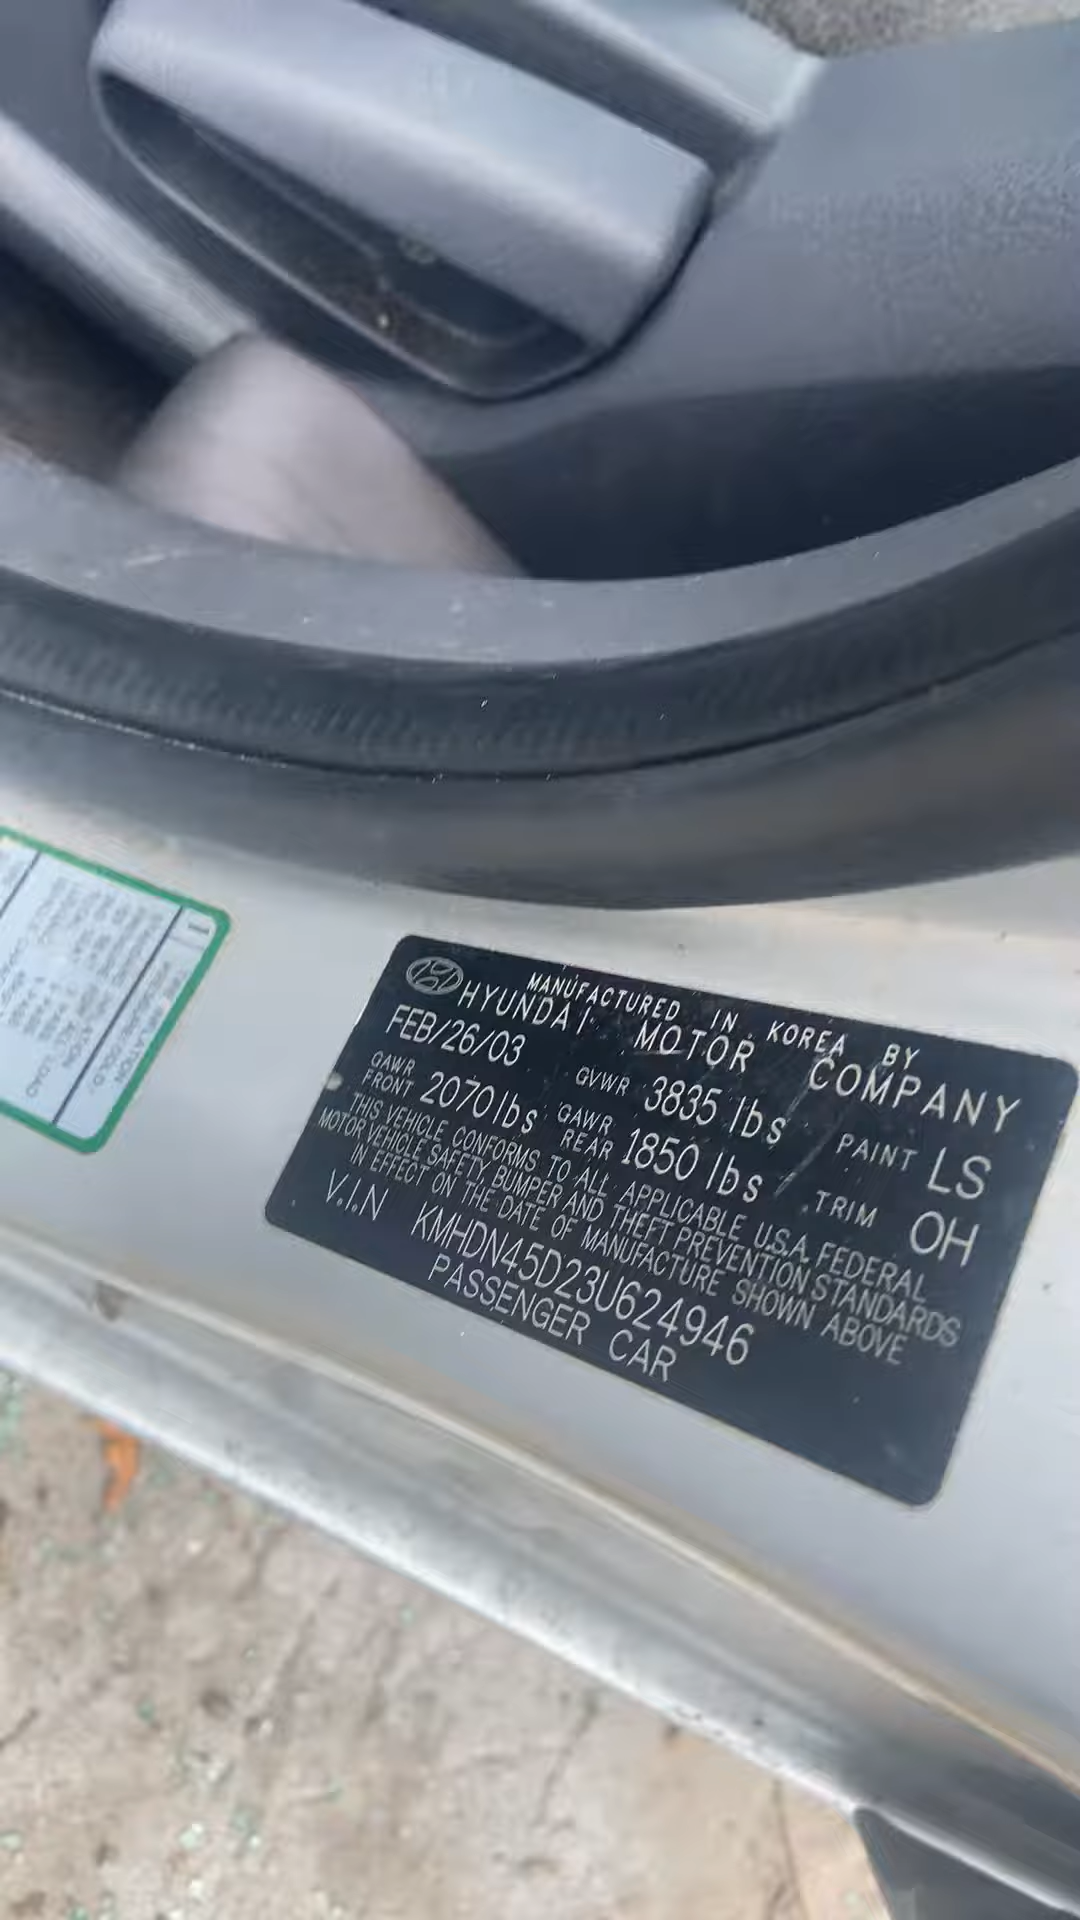 MANUFACTURED IN KOREA BY
HYUNDAI MOTOR COMPANY
FEB/26/03 GVWR 3835 lbs PAINT LS
GAWR FRONT 2070 lbs GAWR REAR 1850 lbs TRIM OH
THIS VEHICLE CONFORMS TO ALL APPLICABLE U.S.A. FEDERAL
MOTOR VEHICLE SAFETY, BUMPER AND THEFT PREVENTION STANDARDS
IN EFFECT ON THE DATE OF MANUFACTURE SHOWN ABOVE
V.I.N KMHDN45D23U624946
PASSENGER CAR